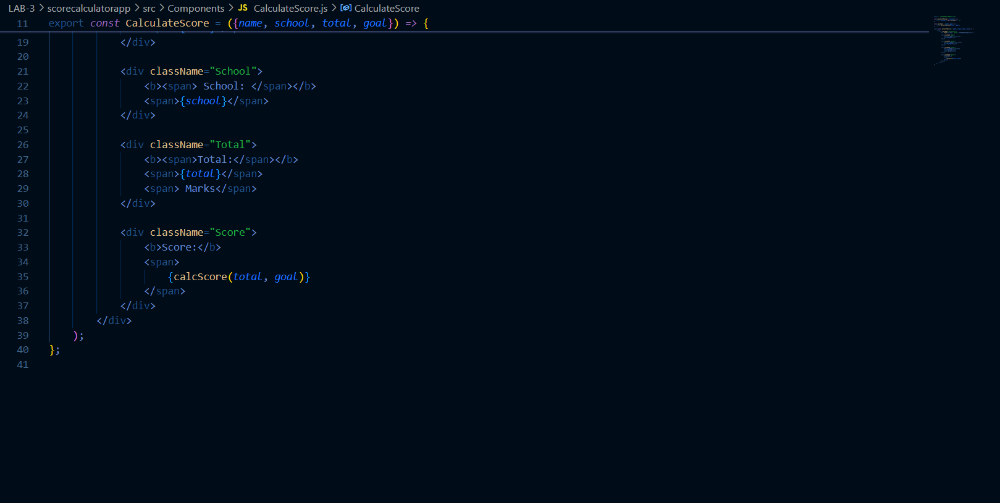 LAB-3 > scorecalculatorapp > src > Components > JS CalculateScore.js > CalculateScore
11 export const CalculateScore = ({name, school, total, goal}) => {
19 </div>
20
21 <div className="School">
22 <b><span> School: </span></b>
23 <span>{school}</span>
24 </div>
25
26 <div className="Total">
27 <b><span>Total:</span></b>
28 <span>{total}</span>
29 <span> Marks</span>
30 </div>
31
32 <div className="Score">
33 <b>Score:</b>
34 <span>
35 {calcScore(total, goal)}
36 </span>
37 </div>
38 </div>
39 );
40 };
41